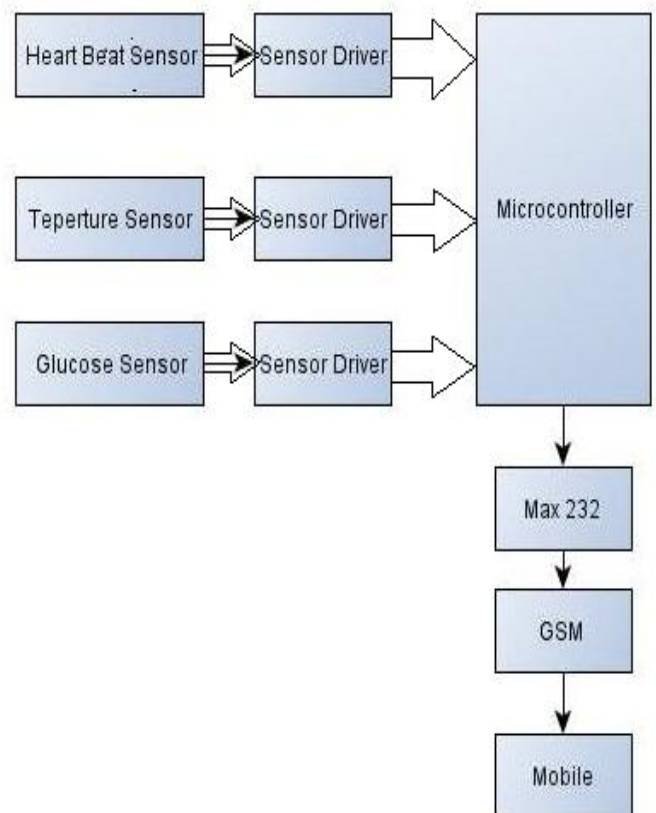 Heart Beat Sensor
Sensor Driver
Teperture Sensor
Sensor Driver
Microcontroller
Glucose Sensor
Sensor Driver
Max 232
GSM
Mobile